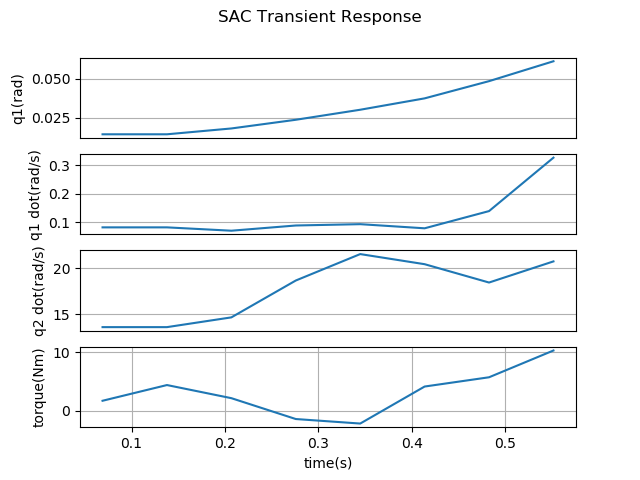 SAC Transient Response
q1(rad)
0.050
0.025
q1 dot(rad/s)
0.3
0.2
0.1
q2 dot(rad/s)
20
15
torque(Nm)
10
0
0.1 0.2 0.3 0.4 0.5
time(s)